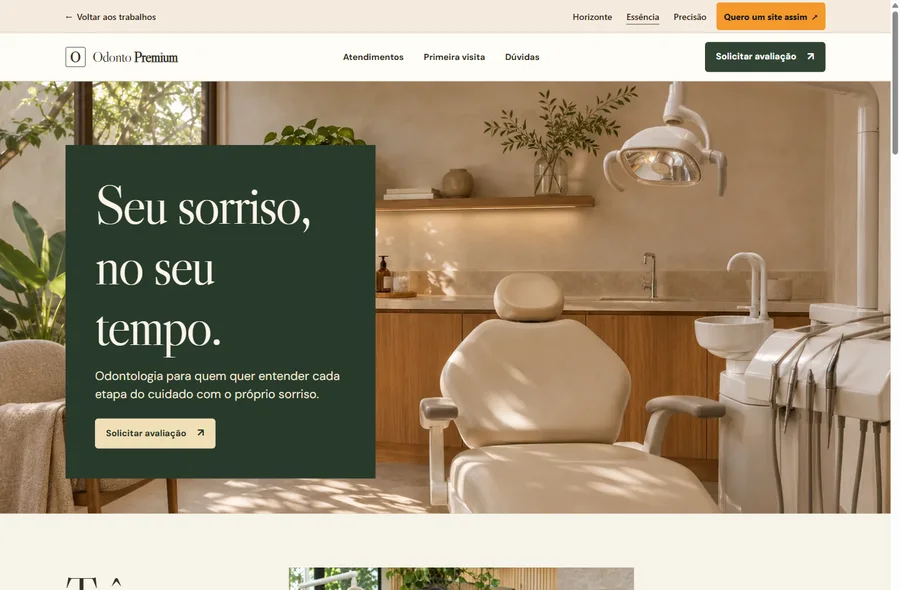 ← Voltar aos trabalhos
Horizonte Essência Precisão Quero um site assim ↗
O Odonto Premium
Atendimentos Primeira visita Dúvidas
Solicitar avaliação ↗
Seu sorriso,
no seu
tempo.
Odontologia para quem quer entender cada
etapa do cuidado com o próprio sorriso.
Solicitar avaliação ↗